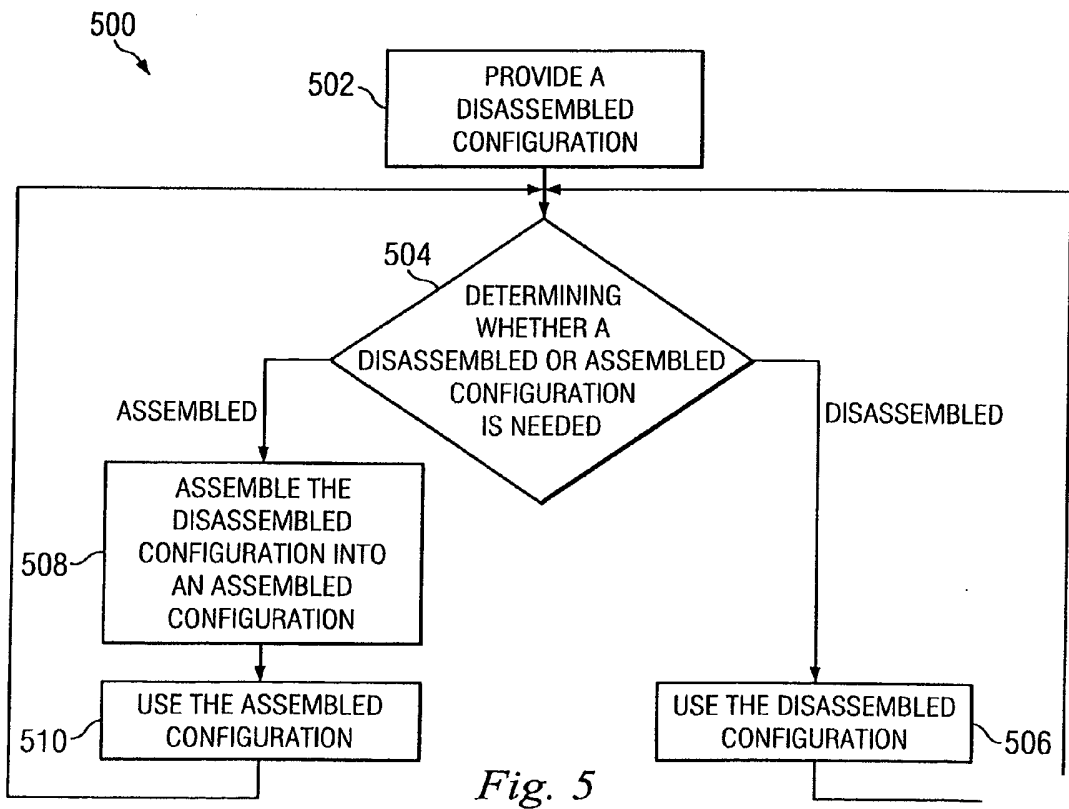 500
502
PROVIDE A
DISASSEMBLED
CONFIGURATION
504
DETERMINING
WHETHER A
DISASSEMBLED OR ASSEMBLED
CONFIGURATION
IS NEEDED
ASSEMBLED
DISASSEMBLED
508
ASSEMBLE THE
DISASSEMBLED
CONFIGURATION INTO
AN ASSEMBLED
CONFIGURATION
510
USE THE ASSEMBLED
CONFIGURATION
USE THE DISASSEMBLED
CONFIGURATION
506
Fig. 5